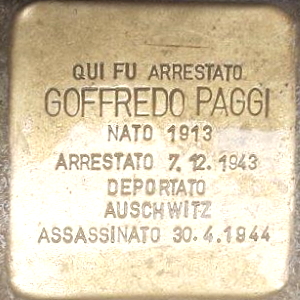 QUI FU ARRESTATO
GOFFREDO PAGGI
NATO 1913
ARRESTATO 7.12.1943
DEPORTATO
AUSCHWITZ
ASSASSINATO 30.4.1944